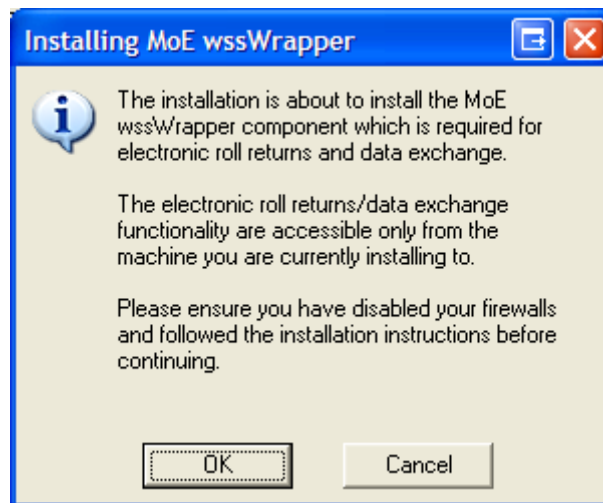 Installing MoE wssWrapper
The installation is about to install the MoE
wssWrapper component which is required for
electronic roll returns and data exchange.
The electronic roll returns/data exchange
functionality are accessible only from the
machine you are currently installing to.
Please ensure you have disabled your firewalls
and followed the installation instructions before
continuing.
OK
Cancel